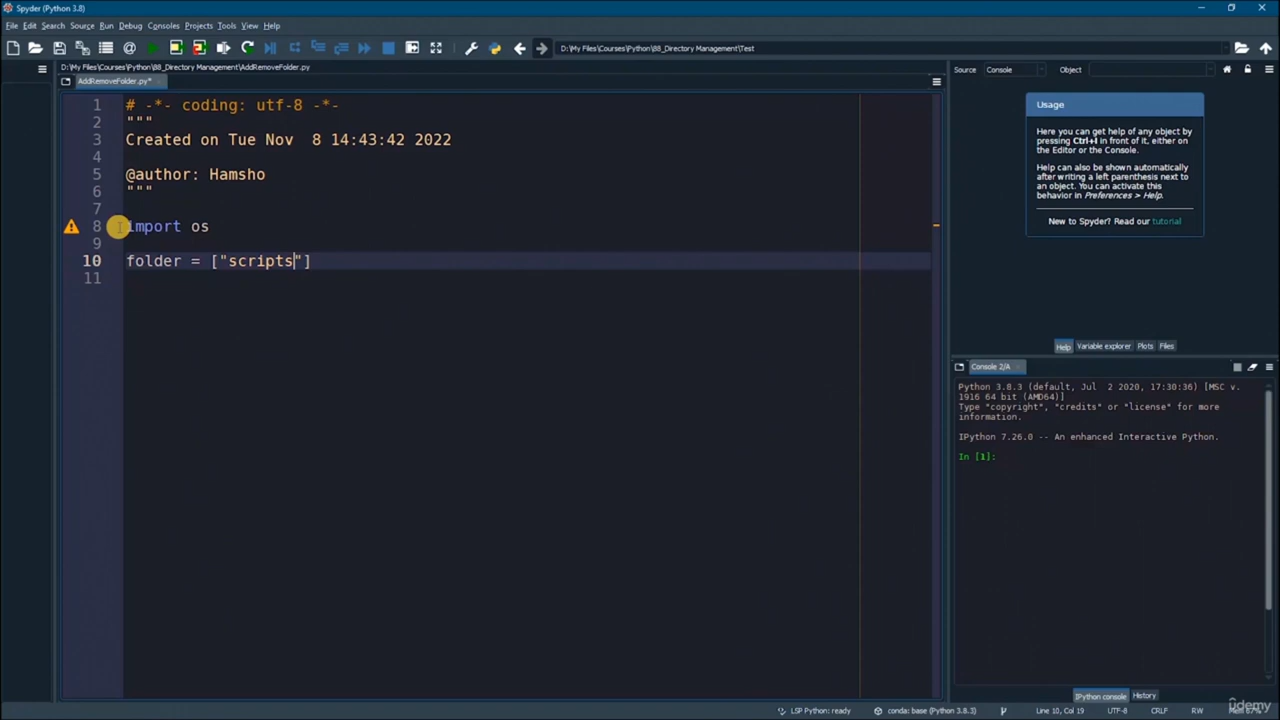 Spyder (Python 3.8)
File Edit Search Source Run Debug Consoles Projects Tools View Help
D:\My Files\Courses\Python\88_Directory Management\Test
D:\My Files\Courses\Python\88_Directory Management\AddRemoveFolder.py
AddRemoveFolder.py*
1 # -*- coding: utf-8 -*-
2 """
3 Created on Tue Nov  8 14:43:42 2022
4
5 @author: Hamsho
6 """
7
8 import os
9
10 folder = ["scripts"]
11
Source Console Object
Usage
Here you can get help of any object by
pressing Ctrl+I in front of it, either on
the Editor or the Console.
Help can also be shown automatically
after writing a left parenthesis next to
an object. You can activate this
behavior in Preferences > Help.
New to Spyder? Read our tutorial
Help Variable explorer Plots Files
Console 2/A
Python 3.8.3 (default, Jul  2 2020, 17:30:36) [MSC v.
1916 64 bit (AMD64)]
Type "copyright", "credits" or "license" for more
information.
IPython 7.26.0 -- An enhanced Interactive Python.
In [1]:
IPython console History
LSP Python: ready conda: base (Python 3.8.3) Line 10, Col 19 UTF-8 CRLF RW Mem 67%
udemy